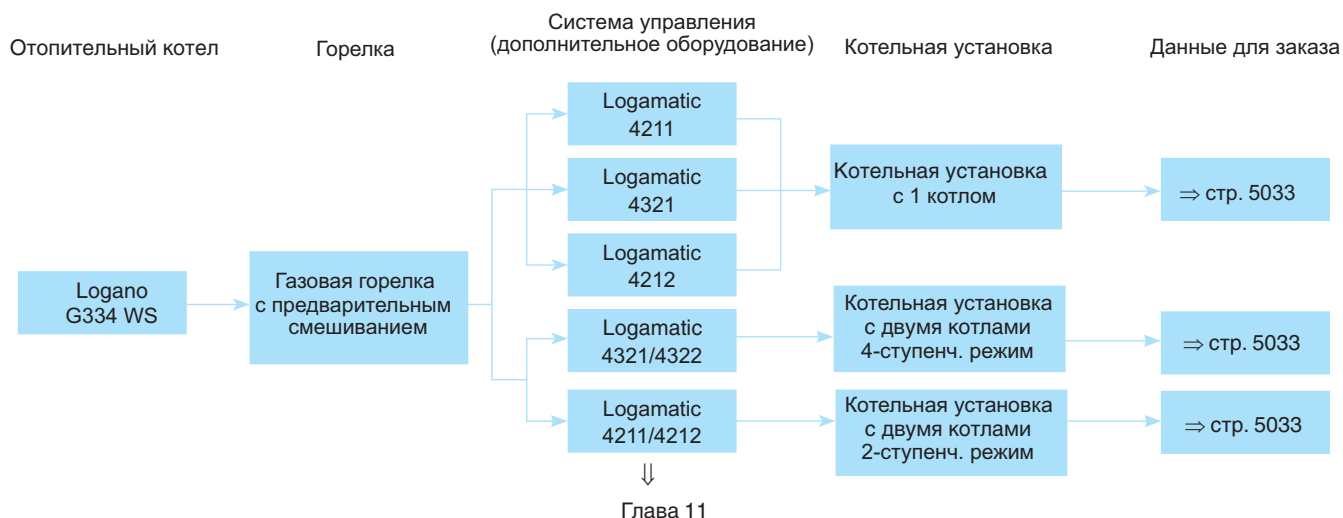 Отопительный котел
Горелка
Система управления
(дополнительное оборудование)
Котельная установка
Данные для заказа
Logano
G334 WS
Газовая горелка
с предварительным
смешиванием
Logamatic
4211
Logamatic
4321
Logamatic
4212
Logamatic
4321/4322
Logamatic
4211/4212
⇓
Глава 11
Котельная установка
с 1 котлом
Котельная установка
с двумя котлами
4-ступенч. режим
Котельная установка
с двумя котлами
2-ступенч. режим
⇒ стр. 5033
⇒ стр. 5033
⇒ стр. 5033